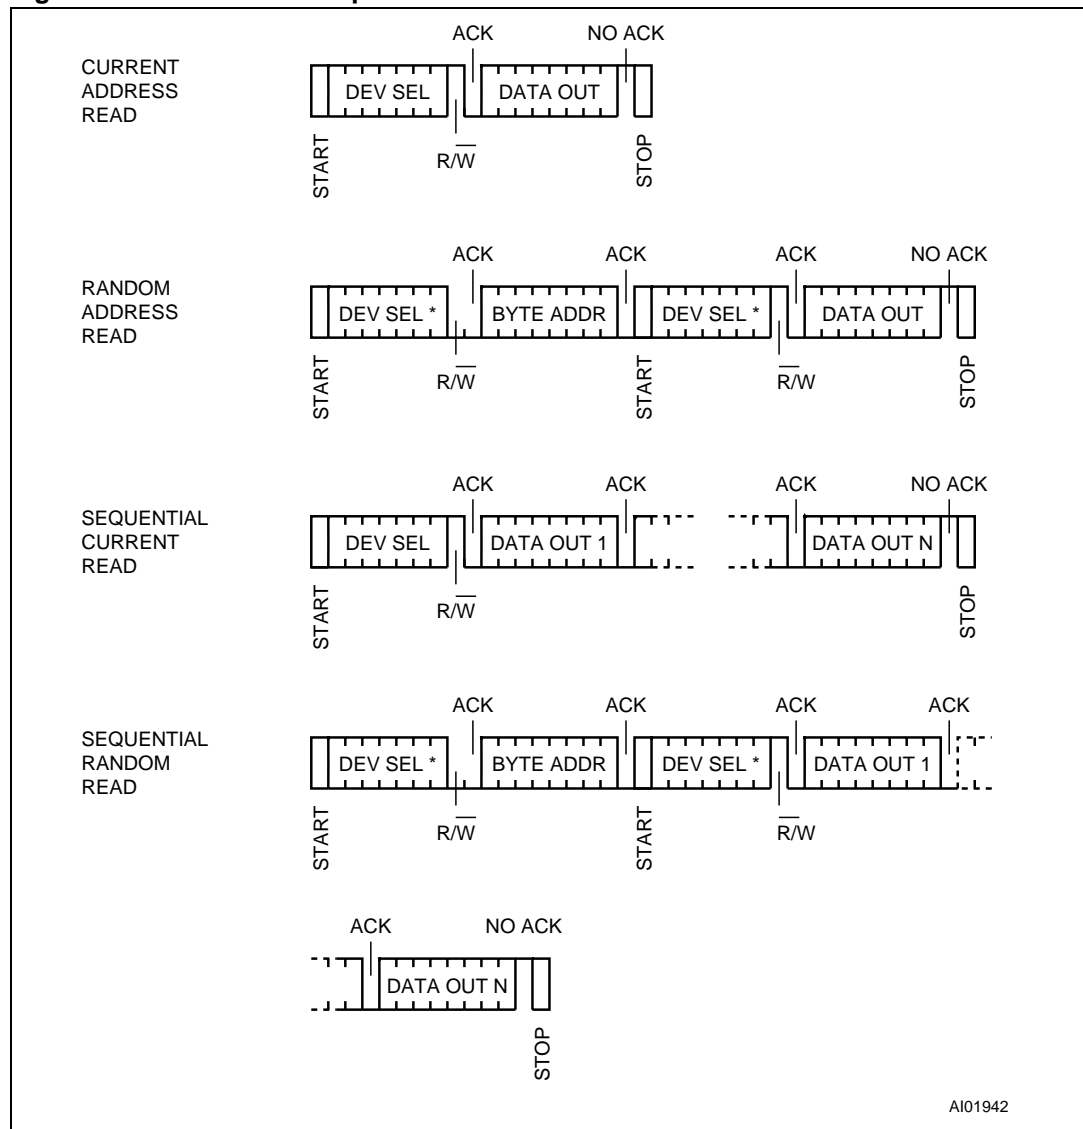 ACK NO ACK
CURRENT
ADDRESS
READ
DEV SEL DATA OUT
START R/W̅ STOP
ACK ACK ACK NO ACK
RANDOM
ADDRESS
READ
DEV SEL * BYTE ADDR DEV SEL * DATA OUT
START R/W̅ START R̅/W STOP
ACK ACK ACK NO ACK
SEQUENTIAL
CURRENT
READ
DEV SEL DATA OUT 1 DATA OUT N
START R/W̅ STOP
ACK ACK ACK ACK
SEQUENTIAL
RANDOM
READ
DEV SEL * BYTE ADDR DEV SEL * DATA OUT 1
START R/W̅ START R̅/W
ACK NO ACK
DATA OUT N
STOP
AI01942